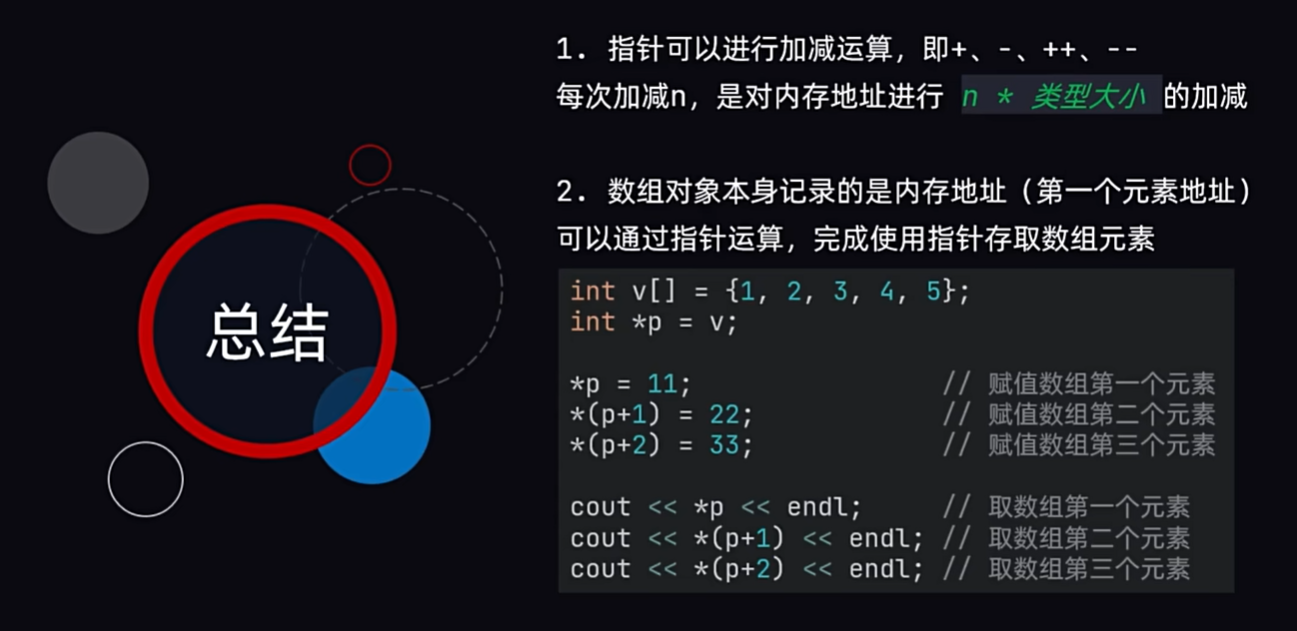 总结
1. 指针可以进行加减运算，即+、-、++、--
每次加减n，是对内存地址进行 n * 类型大小 的加减
2. 数组对象本身记录的是内存地址（第一个元素地址）
可以通过指针运算，完成使用指针存取数组元素
int v[] = {1, 2, 3, 4, 5};
int *p = v;
*p = 11; // 赋值数组第一个元素
*(p+1) = 22; // 赋值数组第二个元素
*(p+2) = 33; // 赋值数组第三个元素
cout << *p << endl; // 取数组第一个元素
cout << *(p+1) << endl; // 取数组第二个元素
cout << *(p+2) << endl; // 取数组第三个元素